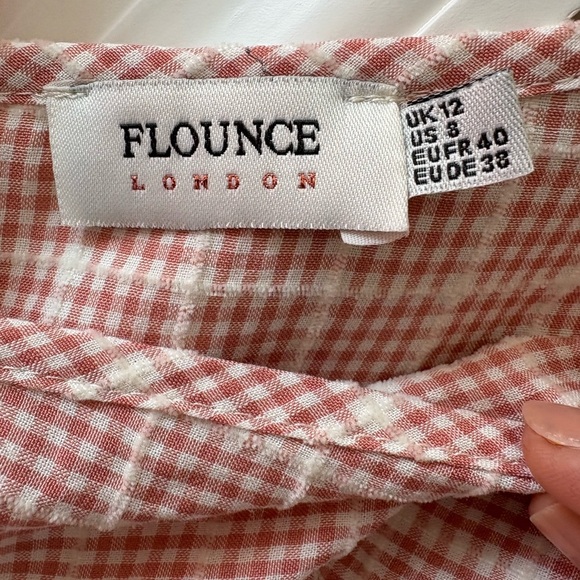 FLOUNCE
LONDON
UK 12
US 8
EUFR 40
EUDE 38